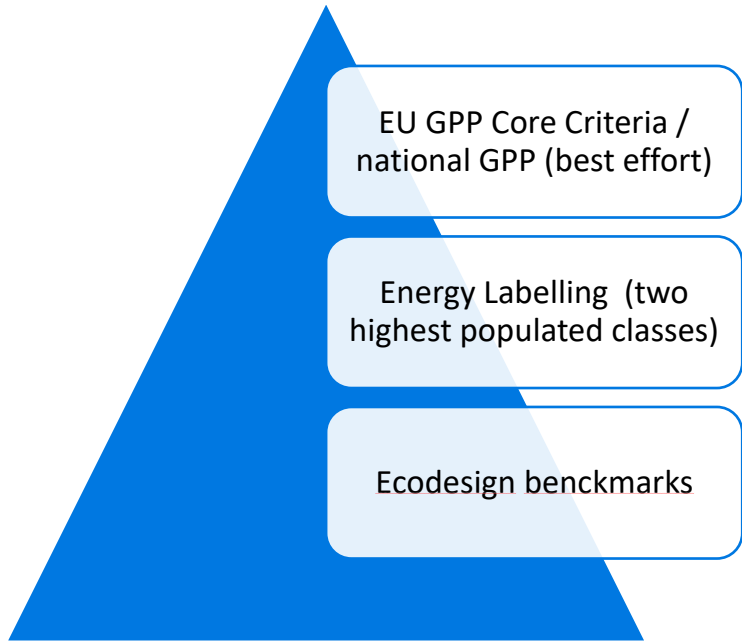 EU GPP Core Criteria /
national GPP (best effort)
Energy Labelling  (two
highest populated classes)
Ecodesign benckmarks